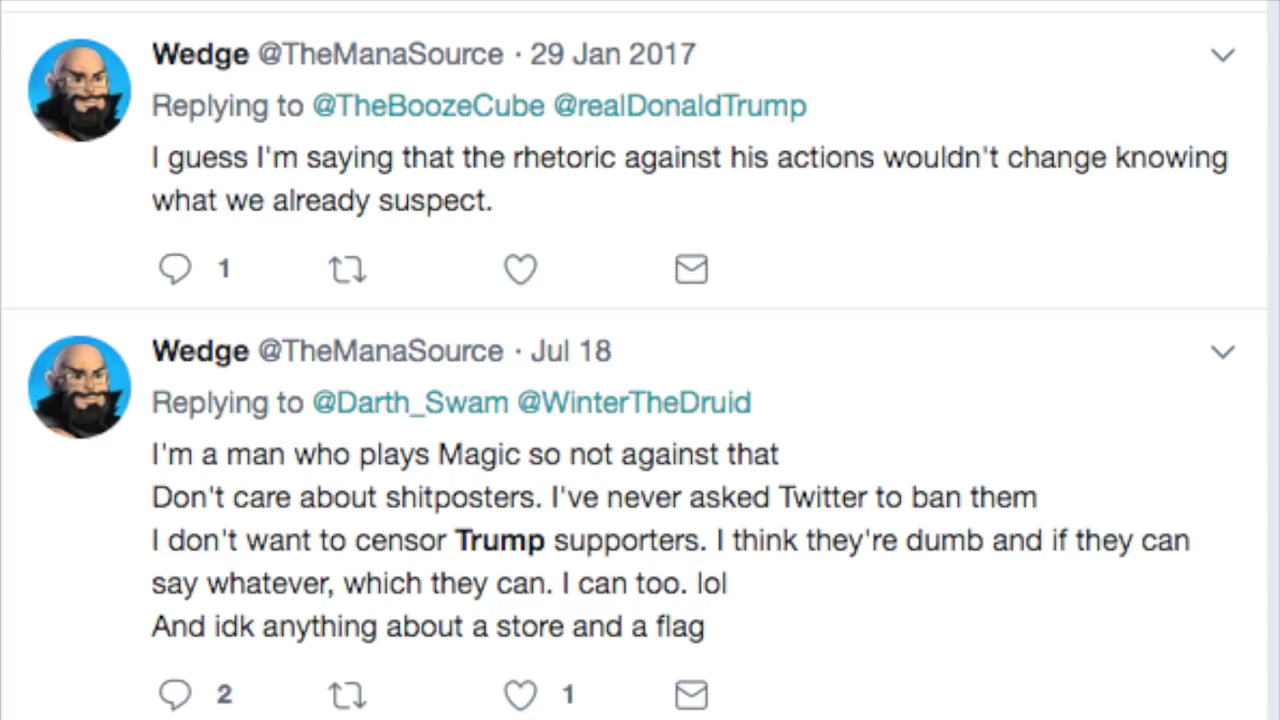 Wedge @TheManaSource · 29 Jan 2017
Replying to @TheBoozeCube @realDonaldTrump
I guess I'm saying that the rhetoric against his actions wouldn't change knowing
what we already suspect.
1
Wedge @TheManaSource · Jul 18
Replying to @Darth_Swam @WinterTheDruid
I'm a man who plays Magic so not against that
Don't care about shitposters. I've never asked Twitter to ban them
I don't want to censor Trump supporters. I think they're dumb and if they can
say whatever, which they can. I can too. lol
And idk anything about a store and a flag
2 1